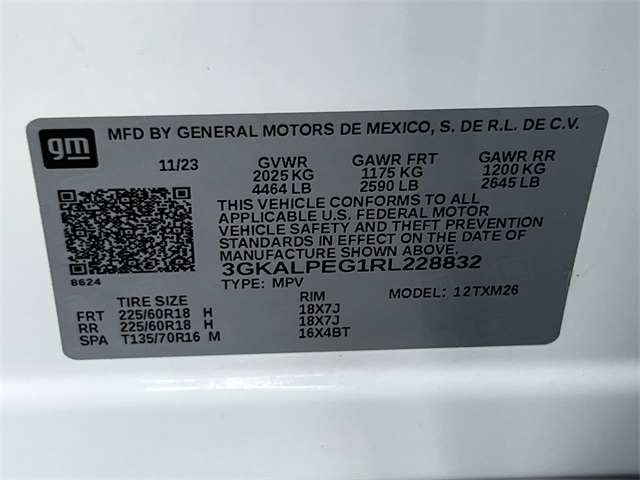 gm
MFD BY GENERAL MOTORS DE MEXICO, S. DE R.L. DE C.V.
11/23 GVWR GAWR FRT GAWR RR
2025 KG 1175 KG 1200 KG
4464 LB 2590 LB 2645 LB
THIS VEHICLE CONFORMS TO ALL
APPLICABLE U.S. FEDERAL MOTOR
VEHICLE SAFETY AND THEFT PREVENTION
STANDARDS IN EFFECT ON THE DATE OF
MANUFACTURE SHOWN ABOVE.
3GKALPEG1RL228832
8624 TYPE: MPV MODEL: 12TXM26
TIRE SIZE RIM
FRT 225/60R18 H 18X7J
RR 225/60R18 H 18X7J
SPA T135/70R16 M 16X4BT